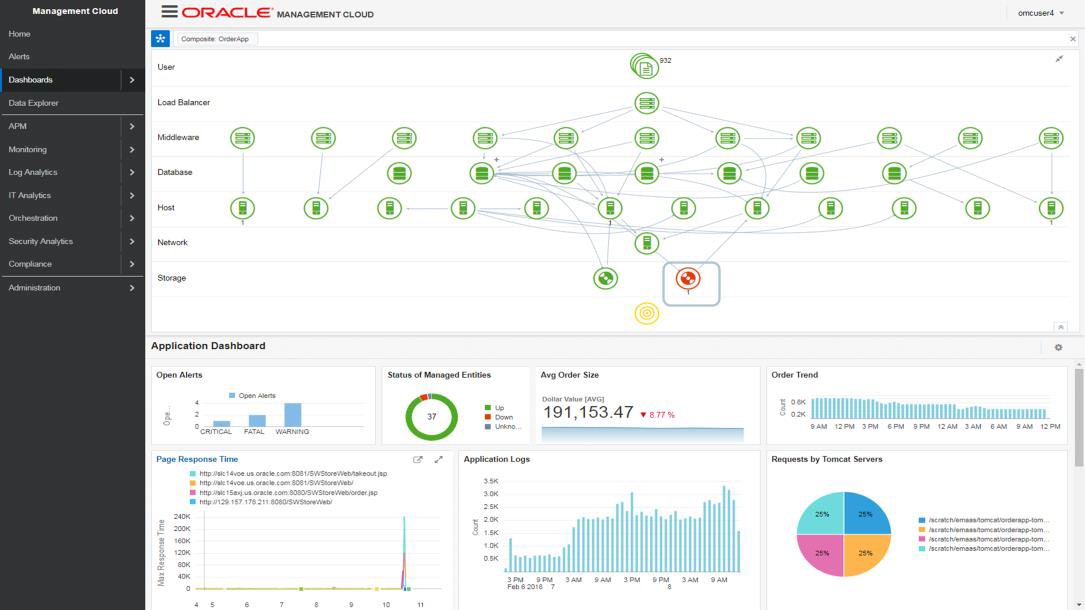 Management Cloud
Home
Alerts
Dashboards
Data Explorer
APM
Monitoring
Log Analytics
IT Analytics
Orchestration
Security Analytics
Compliance
Administration
ORACLE MANAGEMENT CLOUD
omcuser4
Composite: OrderApp
User
932
Load Balancer
Middleware
Database
Host
1
1
1
Network
Storage
1
Application Dashboard
Open Alerts
Open Alerts
Ope...
4
2
0
CRITICAL FATAL WARNING
Status of Managed Entities
37
Up
Down
Unkno...
Avg Order Size
Dollar Value [AVG]
191,153.47 ▼ 8.77 %
Order Trend
Count
0.6K
0.2K
9 AM 12 PM 3 PM 6 PM 9 PM 12 AM 3 AM 6 AM 9 AM 12 PM
Page Response Time
http://slc14voe.us.oracle.com:8081/SWStoreWeb/takeout.jsp
http://slc14voe.us.oracle.com:8081/SWStoreWeb/
http://slc15axj.us.oracle.com:8080/SWStoreWeb/order.jsp
http://129.157.178.211:8080/SWStoreWeb/
Max Response Time
240K
200K
160K
120K
80K
40K
0
4 5 6 7 8 9 10 11
Application Logs
Count
3.5K
3.0K
2.5K
2.0K
1.5K
1.0K
0.5K
3 PM 9 PM 3 AM 9 AM 3 PM 9 PM 3 AM 9 AM
Feb 6 2018 7 8
Requests by Tomcat Servers
25% 25%
25% 25%
/scratch/emaas/tomcat/orderapp-tom...
/scratch/emaas/tomcat/orderapp-tom...
/scratch/emaas/tomcat/orderapp-tom...
/scratch/emaas/tomcat/orderapp-tom...